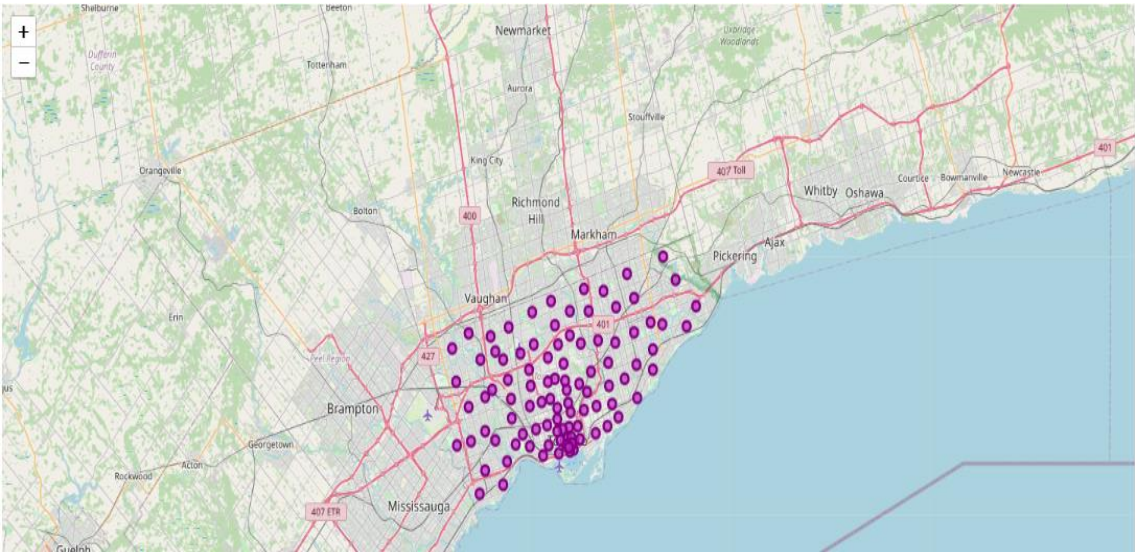 +
−
Shelburne
Beeton
Newmarket
Uxbridge
Woodlands
Dufferin
County
Tottenham
Aurora
Stouffville
King City
Orangeville
407 Toll
401
Whitby
Oshawa
Courtice
Bowmanville
Newcastle
Bolton
400
Richmond
Hill
Markham
Ajax
Pickering
Vaughan
Erin
401
427
Peel Region
Brampton
Georgetown
Acton
Rockwood
Mississauga
407 ETR
Guelph